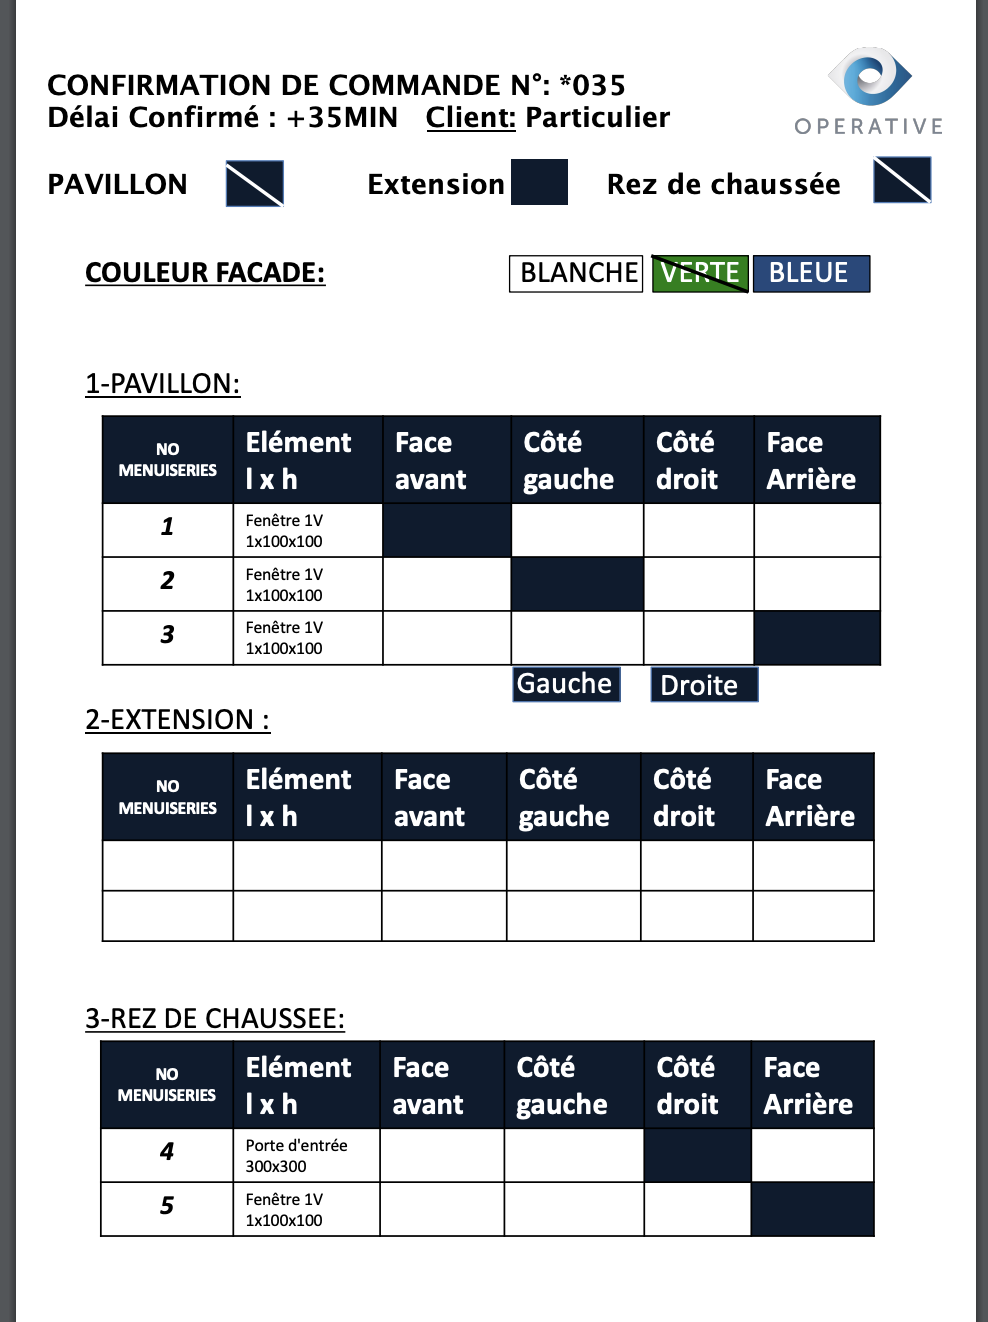 CONFIRMATION DE COMMANDE N°: *035
Délai Confirmé : +35MIN Client: Particulier
OPERATIVE
PAVILLON Extension Rez de chaussée
COULEUR FACADE: BLANCHE VERTE BLEUE
1-PAVILLON:
NO MENUISERIES
Elément l x h
Face avant
Côté gauche
Côté droit
Face Arrière
1
Fenêtre 1V
1x100x100
2
Fenêtre 1V
1x100x100
3
Fenêtre 1V
1x100x100
Gauche Droite
2-EXTENSION :
NO MENUISERIES
Elément l x h
Face avant
Côté gauche
Côté droit
Face Arrière
3-REZ DE CHAUSSEE:
NO MENUISERIES
Elément l x h
Face avant
Côté gauche
Côté droit
Face Arrière
4
Porte d'entrée
300x300
5
Fenêtre 1V
1x100x100